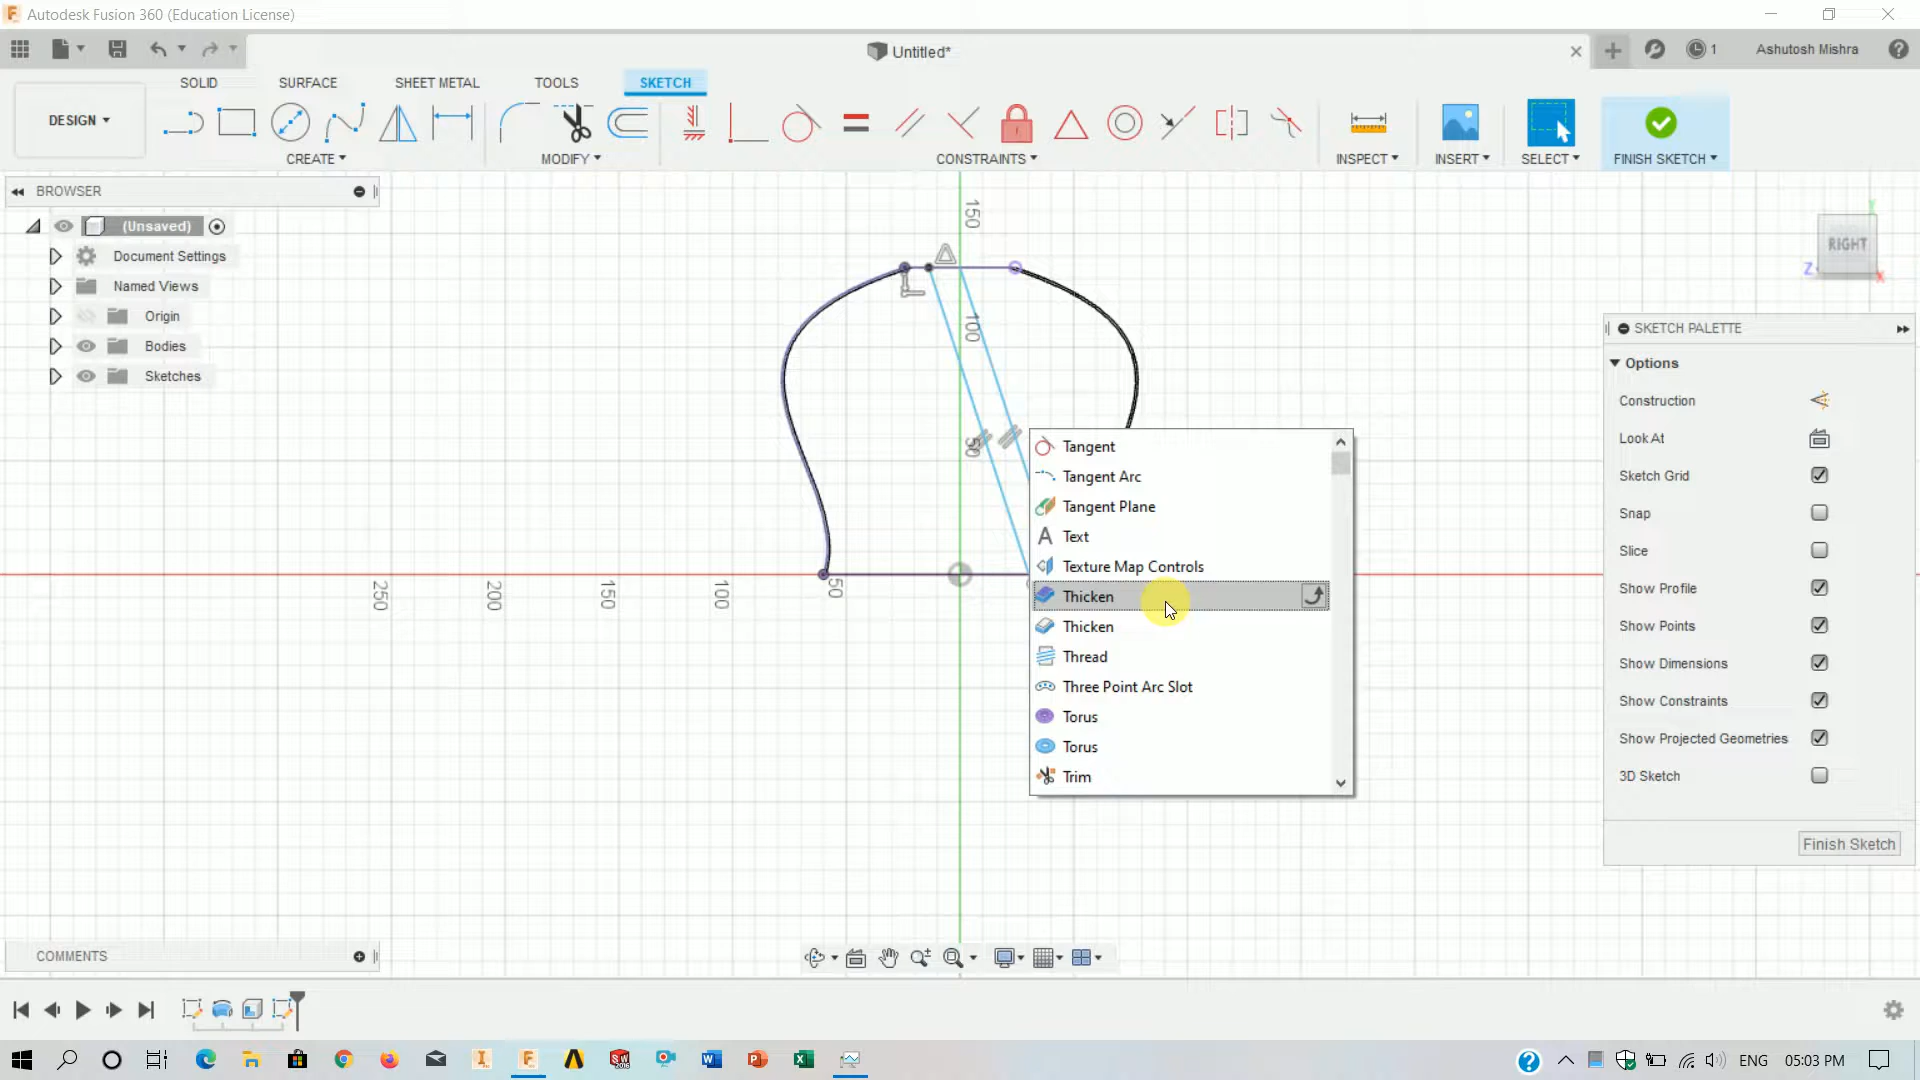 Autodesk Fusion 360 (Education License)
Untitled*
1
Ashutosh Mishra
SOLID
SURFACE
SHEET METAL
TOOLS
SKETCH
DESIGN
CREATE
MODIFY
CONSTRAINTS
INSPECT
INSERT
SELECT
FINISH SKETCH
BROWSER
(Unsaved)
Document Settings
Named Views
Origin
Bodies
Sketches
150
100
50
250
200
150
100
50
Y
RIGHT
Z
X
Tangent
Tangent Arc
Tangent Plane
Text
Texture Map Controls
Thicken
Thicken
Thread
Three Point Arc Slot
Torus
Torus
Trim
SKETCH PALETTE
Options
Construction
Look At
Sketch Grid
Snap
Slice
Show Profile
Show Points
Show Dimensions
Show Constraints
Show Projected Geometries
3D Sketch
Finish Sketch
COMMENTS
ENG
05:03 PM